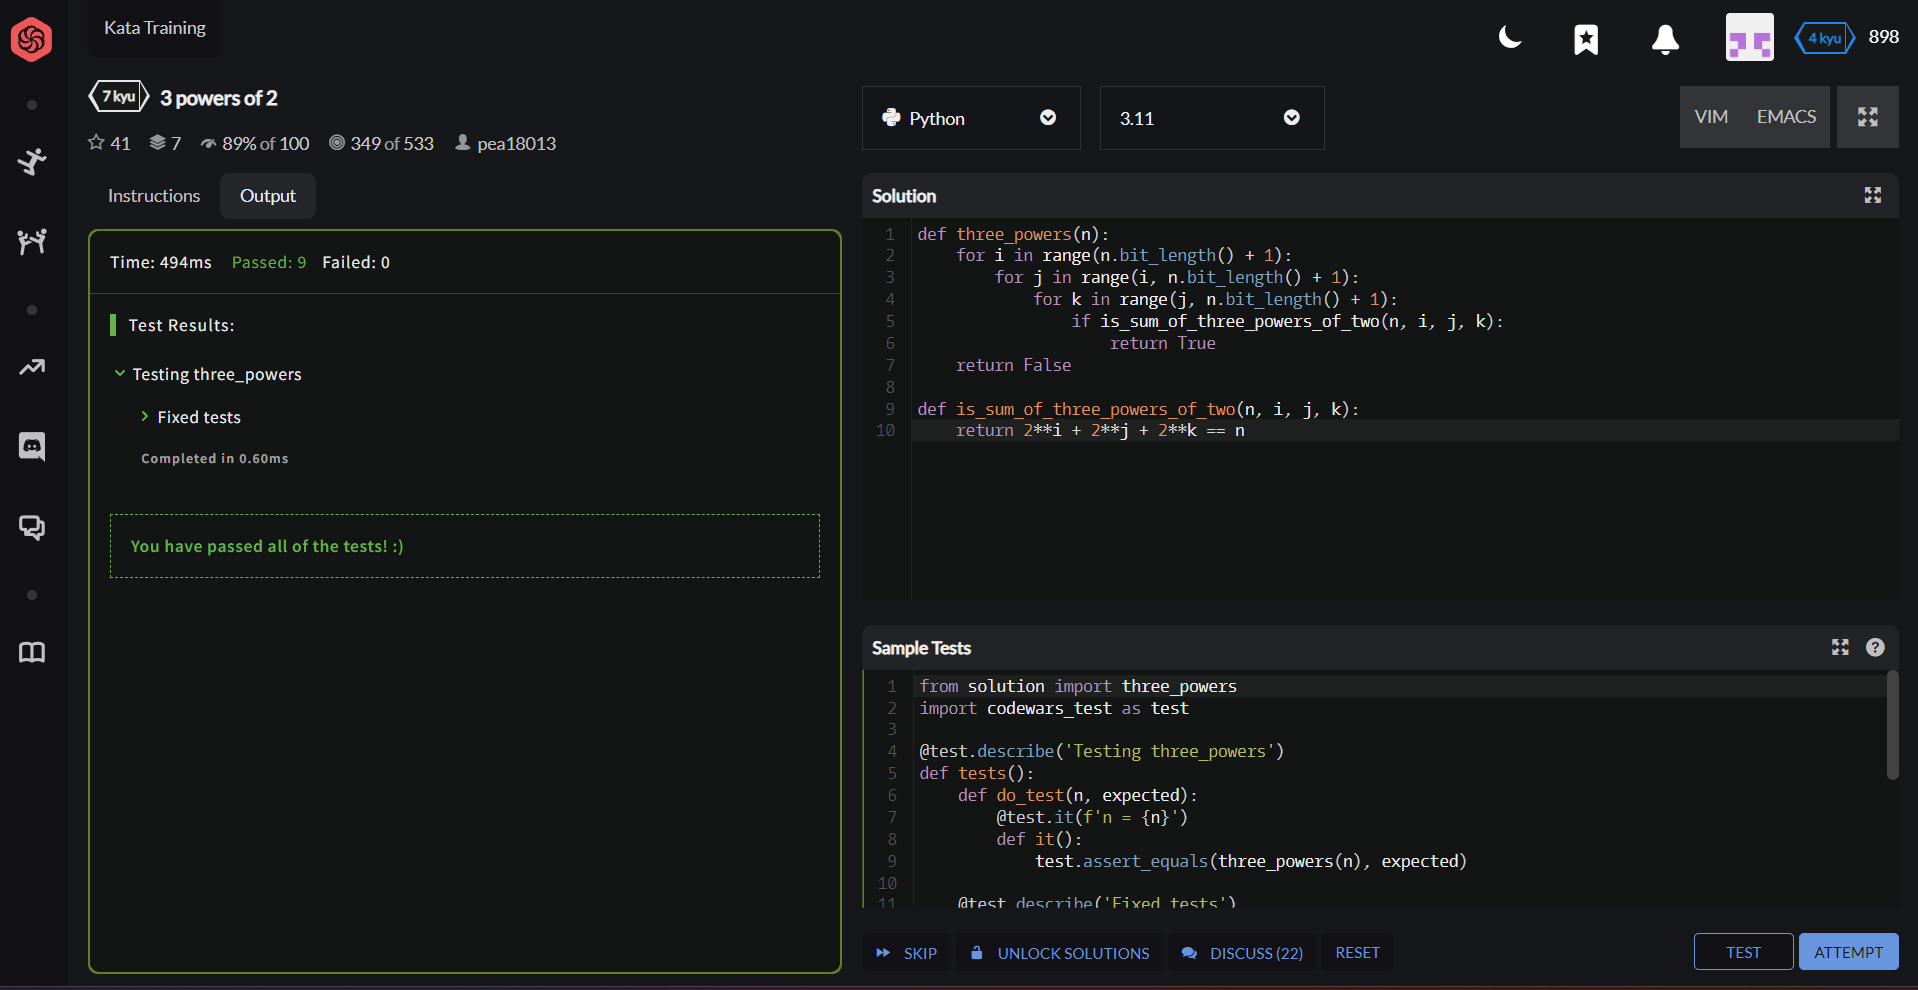 Kata Training
4 kyu 898
7 kyu 3 powers of 2
41 7 89% of 100 349 of 533 pea18013
Python 3.11 VIM EMACS
Instructions Output
Time: 494ms Passed: 9 Failed: 0
Test Results:
Testing three_powers
Fixed tests
Completed in 0.60ms
You have passed all of the tests! :)
Solution
1 def three_powers(n):
2     for i in range(n.bit_length() + 1):
3         for j in range(i, n.bit_length() + 1):
4             for k in range(j, n.bit_length() + 1):
5                 if is_sum_of_three_powers_of_two(n, i, j, k):
6                     return True
7     return False
8
9 def is_sum_of_three_powers_of_two(n, i, j, k):
10     return 2**i + 2**j + 2**k == n
Sample Tests
1 from solution import three_powers
2 import codewars_test as test
3
4 @test.describe('Testing three_powers')
5 def tests():
6     def do_test(n, expected):
7         @test.it(f'n = {n}')
8         def it():
9             test.assert_equals(three_powers(n), expected)
10
11     @test.describe('Fixed tests')
SKIP UNLOCK SOLUTIONS DISCUSS (22) RESET TEST ATTEMPT